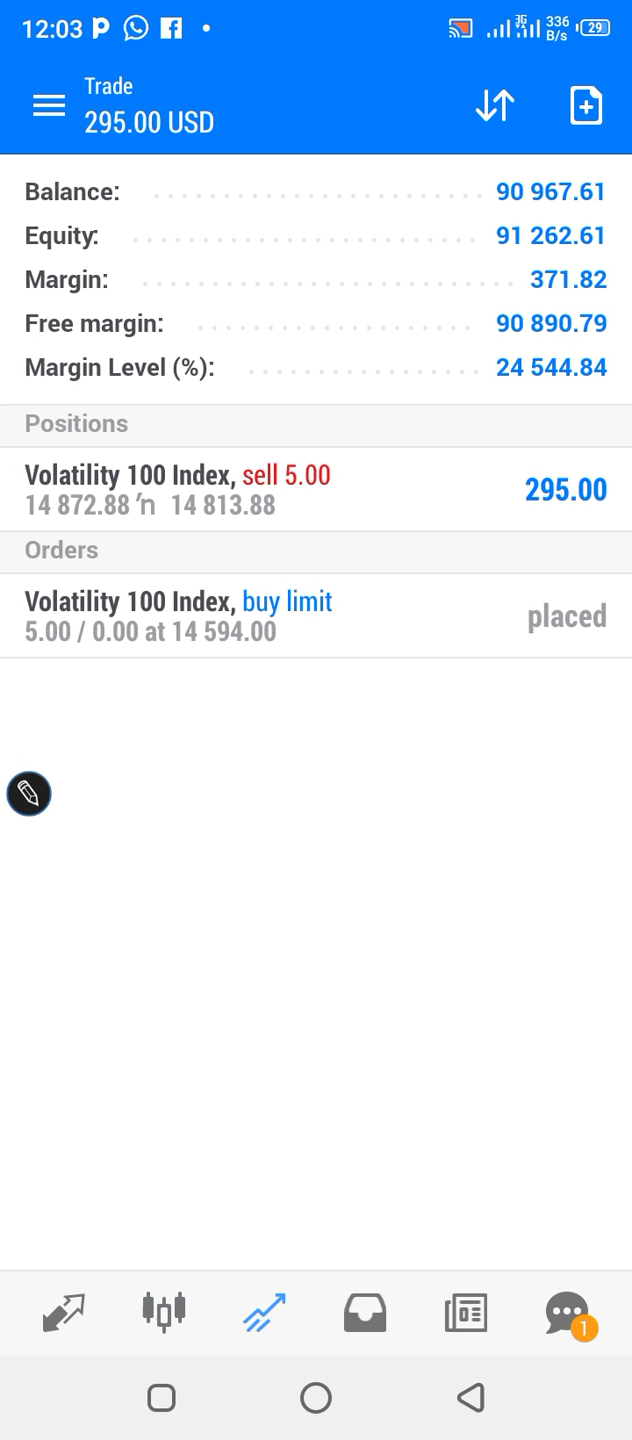 12:03 336 B/s 29
Trade
295.00 USD
Balance: 90 967.61
Equity: 91 262.61
Margin: 371.82
Free margin: 90 890.79
Margin Level (%): 24 544.84
Positions
Volatility 100 Index, sell 5.00
14 872.88 ŉ 14 813.88
295.00
Orders
Volatility 100 Index, buy limit
5.00 / 0.00 at 14 594.00
placed
1